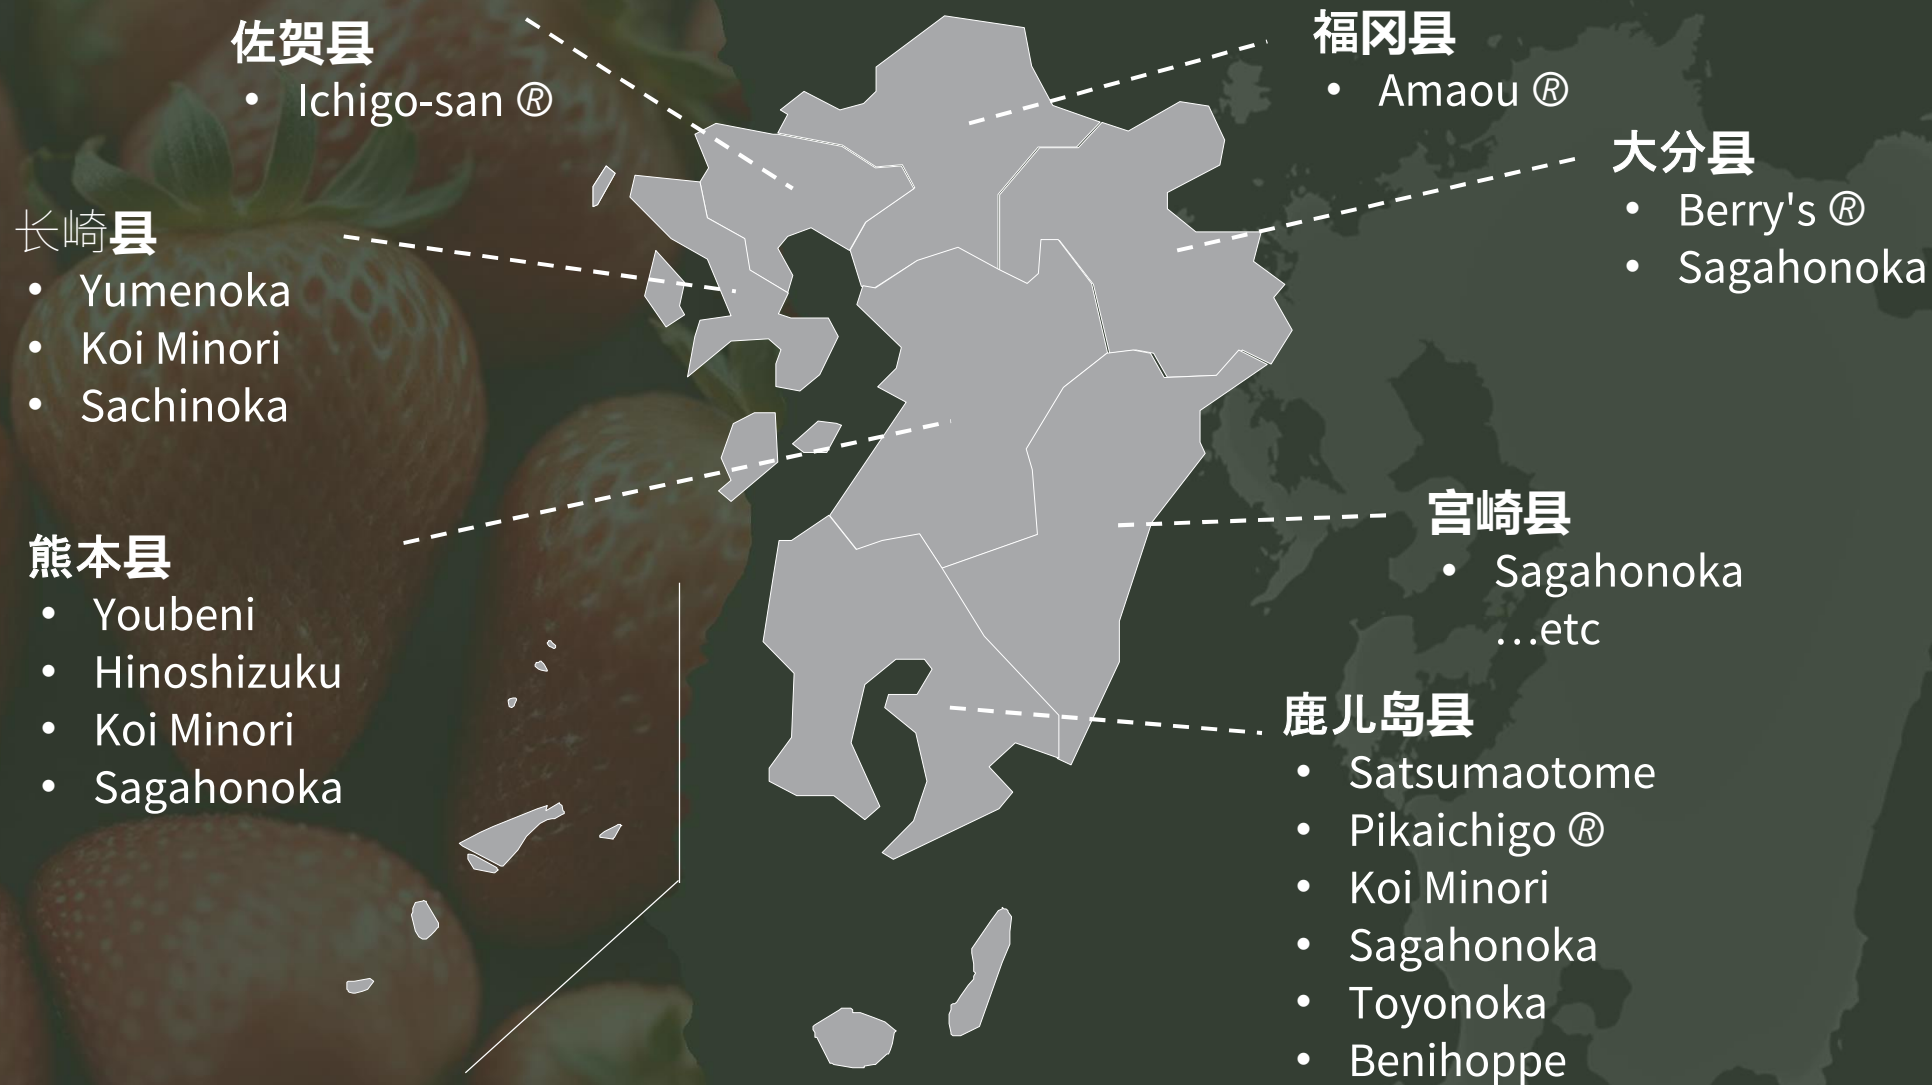 佐贺县
• Ichigo-san ®
福冈县
• Amaou ®
大分县
• Berry's ®
• Sagahonoka
长崎县
• Yumenoka
• Koi Minori
• Sachinoka
熊本县
• Youbeni
• Hinoshizuku
• Koi Minori
• Sagahonoka
宫崎县
• Sagahonoka
…etc
鹿儿岛县
• Satsumaotome
• Pikaichigo ®
• Koi Minori
• Sagahonoka
• Toyonoka
• Benihoppe